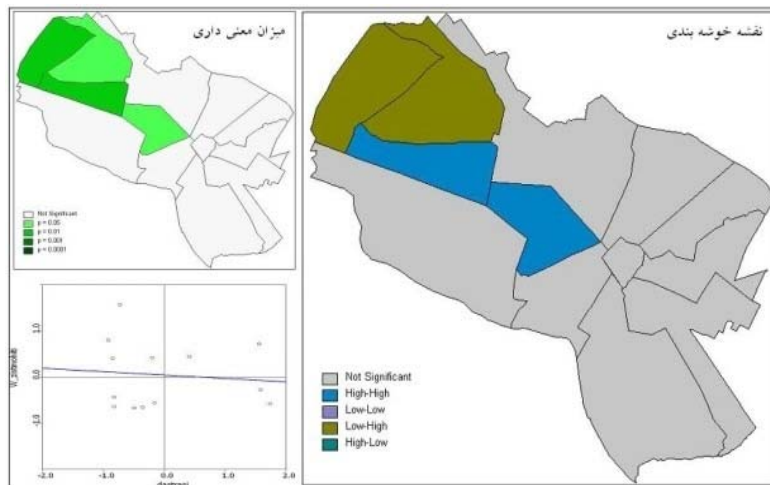 میزان معنی داری
نقشه خوشه بندی
Not Significant
p = 0.05
p = 0.01
p = 0.001
p = 0.0001
1.0
0.0
-1.0
-2.0
-1.0
0.0
1.0
2.0
Not Significant
High-High
Low-Low
Low-High
High-Low